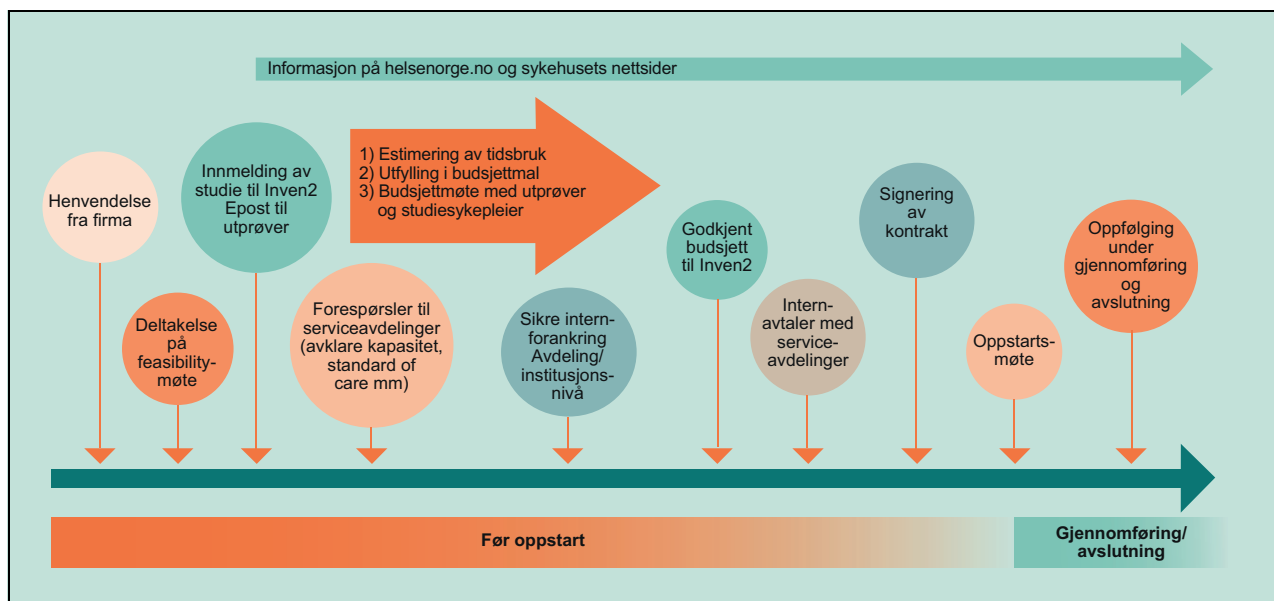 Informasjon på helsenorge.no og sykehusets nettsider
Henvendelse
fra firma
Deltakelse
på
feasibility-
møte
Innmelding av
studie til Inven2
Epost til
utprøver
1) Estimering av tidsbruk
2) Utfylling i budsjettmal
3) Budsjettmøte med utprøver
og studiesykepleier
Forespørsler til
serviceavdelinger
(avklare kapasitet,
standard of
care mm)
Sikre intern-
forankring
Avdeling/
institusjons-
nivå
Godkjent
budsjett
til Inven2
Intern-
avtaler med
service-
avdelinger
Signering
av
kontrakt
Oppstarts-
møte
Oppfølging
under
gjennomføring
og
avslutning
Før oppstart
Gjennomføring/
avslutning